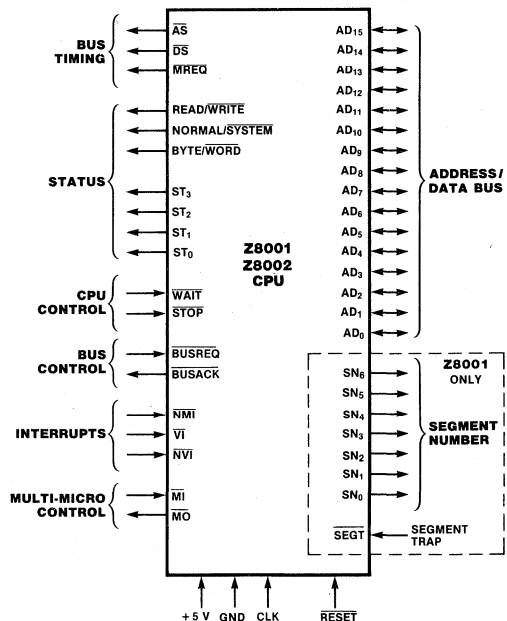 BUS
TIMING
AS
DS
MREQ
STATUS
READ/WRITE
NORMAL/SYSTEM
BYTE/WORD
ST3
ST2
ST1
ST0
CPU
CONTROL
WAIT
STOP
BUS
CONTROL
BUSREQ
BUSACK
INTERRUPTS
NMI
VI
NVI
MULTI-MICRO
CONTROL
MI
MO
Z8001
Z8002
CPU
AD15
AD14
AD13
AD12
AD11
AD10
AD9
AD8
AD7
AD6
AD5
AD4
AD3
AD2
AD1
AD0
ADDRESS/
DATA BUS
Z8001
ONLY
SN6
SN5
SN4
SN3
SN2
SN1
SN0
SEGMENT
NUMBER
SEGT
SEGMENT
TRAP
+5 V GND CLK RESET